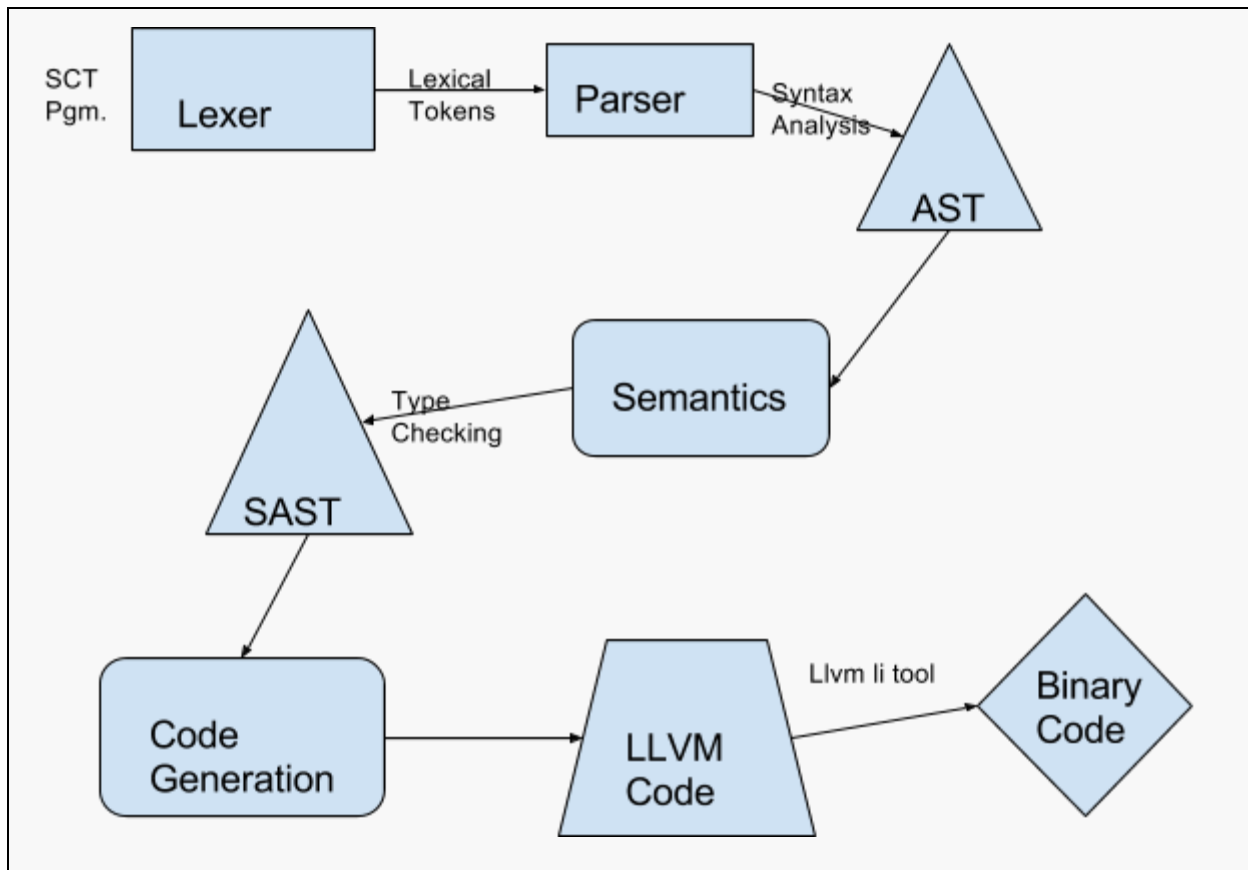 SCT
Pgm.
Lexer
Lexical
Tokens
Parser
Syntax
Analysis
AST
Semantics
Type
Checking
SAST
Code
Generation
LLVM
Code
Llvm li tool
Binary
Code